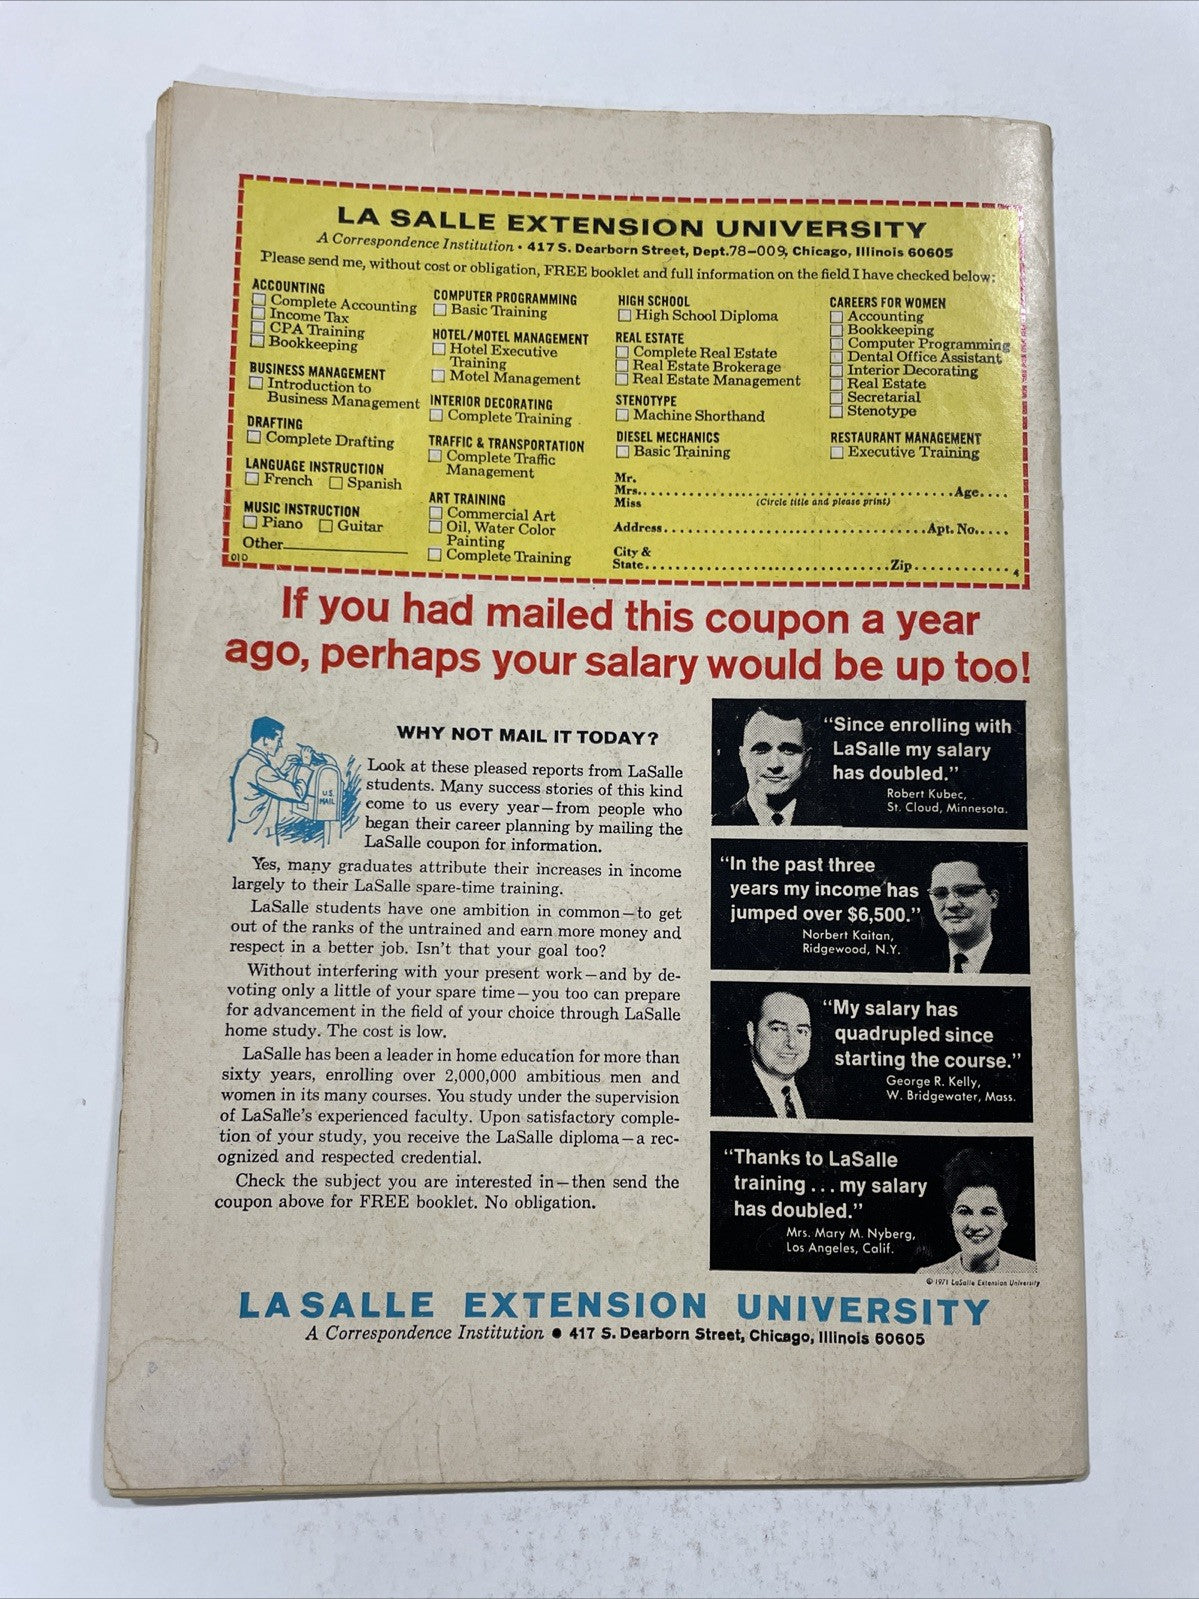 LA SALLE EXTENSION UNIVERSITY
A Correspondence Institution • 417 S. Dearborn Street, Dept.78-009, Chicago, Illinois 60605
Please send me, without cost or obligation, FREE booklet and full information on the field I have checked below:
ACCOUNTING
Complete Accounting
Income Tax
CPA Training
Bookkeeping
BUSINESS MANAGEMENT
Introduction to
Business Management
DRAFTING
Complete Drafting
LANGUAGE INSTRUCTION
French Spanish
MUSIC INSTRUCTION
Piano Guitar
Other
01D
COMPUTER PROGRAMMING
Basic Training
HOTEL/MOTEL MANAGEMENT
Hotel Executive
Training
Motel Management
INTERIOR DECORATING
Complete Training
TRAFFIC & TRANSPORTATION
Complete Traffic
Management
ART TRAINING
Commercial Art
Oil, Water Color
Painting
Complete Training
HIGH SCHOOL
High School Diploma
REAL ESTATE
Complete Real Estate
Real Estate Brokerage
Real Estate Management
STENOTYPE
Machine Shorthand
DIESEL MECHANICS
Basic Training
CAREERS FOR WOMEN
Accounting
Bookkeeping
Computer Programming
Dental Office Assistant
Interior Decorating
Real Estate
Secretarial
Stenotype
RESTAURANT MANAGEMENT
Executive Training
Mr.
Mrs. Age
Miss (Circle title and please print)
Address Apt. No.
City &
State Zip
4
If you had mailed this coupon a year
ago, perhaps your salary would be up too!
WHY NOT MAIL IT TODAY?
U.S.
MAIL
Look at these pleased reports from LaSalle
students. Many success stories of this kind
come to us every year—from people who
began their career planning by mailing the
LaSalle coupon for information.
Yes, many graduates attribute their increases in income
largely to their LaSalle spare-time training.
LaSalle students have one ambition in common—to get
out of the ranks of the untrained and earn more money and
respect in a better job. Isn't that your goal too?
Without interfering with your present work—and by de-
voting only a little of your spare time—you too can prepare
for advancement in the field of your choice through LaSalle
home study. The cost is low.
LaSalle has been a leader in home education for more than
sixty years, enrolling over 2,000,000 ambitious men and
women in its many courses. You study under the supervision
of LaSalle's experienced faculty. Upon satisfactory comple-
tion of your study, you receive the LaSalle diploma—a rec-
ognized and respected credential.
Check the subject you are interested in—then send the
coupon above for FREE booklet. No obligation.
"Since enrolling with
LaSalle my salary
has doubled."
Robert Kubec,
St. Cloud, Minnesota.
"In the past three
years my income has
jumped over $6,500."
Norbert Kaitan,
Ridgewood, N.Y.
"My salary has
quadrupled since
starting the course."
George R. Kelly,
W. Bridgewater, Mass.
"Thanks to LaSalle
training...my salary
has doubled."
Mrs. Mary M. Nyberg,
Los Angeles, Calif.
© 1971 LaSalle Extension University
LA SALLE EXTENSION UNIVERSITY
A Correspondence Institution • 417 S. Dearborn Street, Chicago, Illinois 60605